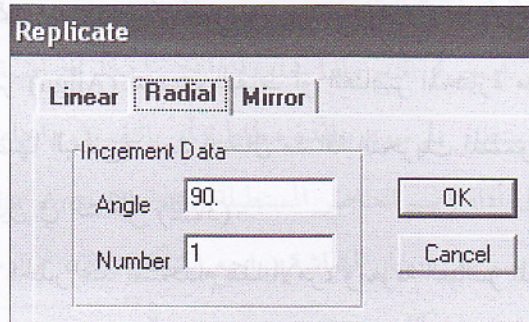 Replicate
Linear Radial Mirror
Increment Data
Angle 90. OK
Number 1 Cancel